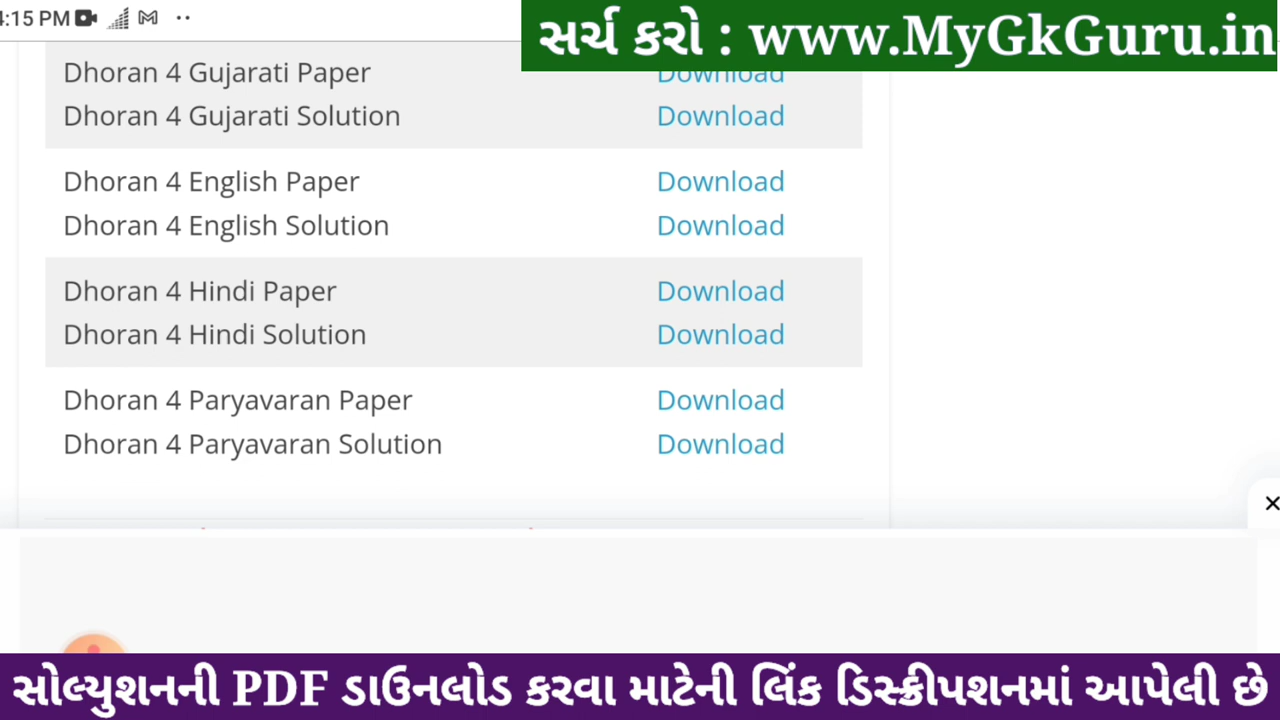 4:15 PM
સર્ચ કરો : www.MyGkGuru.in
Dhoran 4 Gujarati Paper Download
Dhoran 4 Gujarati Solution Download
Dhoran 4 English Paper Download
Dhoran 4 English Solution Download
Dhoran 4 Hindi Paper Download
Dhoran 4 Hindi Solution Download
Dhoran 4 Paryavaran Paper Download
Dhoran 4 Paryavaran Solution Download
સોલ્યુશનની PDF ડાઉનલોડ કરવા માટેની લિંક ડિસ્ક્રીપશનમાં આપેલી છે